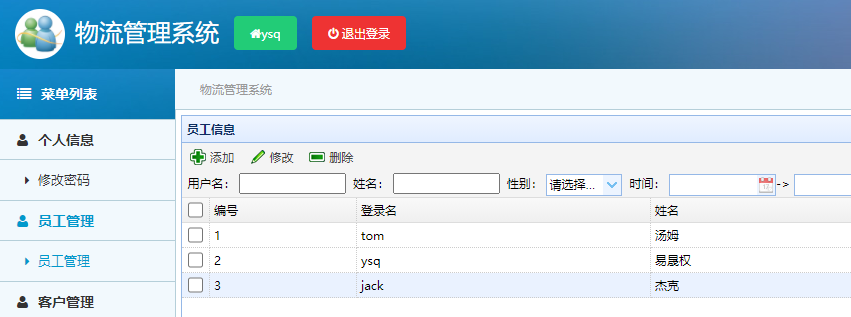 物流管理系统 ysq 退出登录
菜单列表
物流管理系统
个人信息
修改密码
员工管理
员工管理
客户管理
员工信息
添加 修改 删除
用户名: 姓名: 性别: 请选择... 时间: ->
编号 登录名 姓名
1 tom 汤姆
2 ysq 易晟权
3 jack 杰克